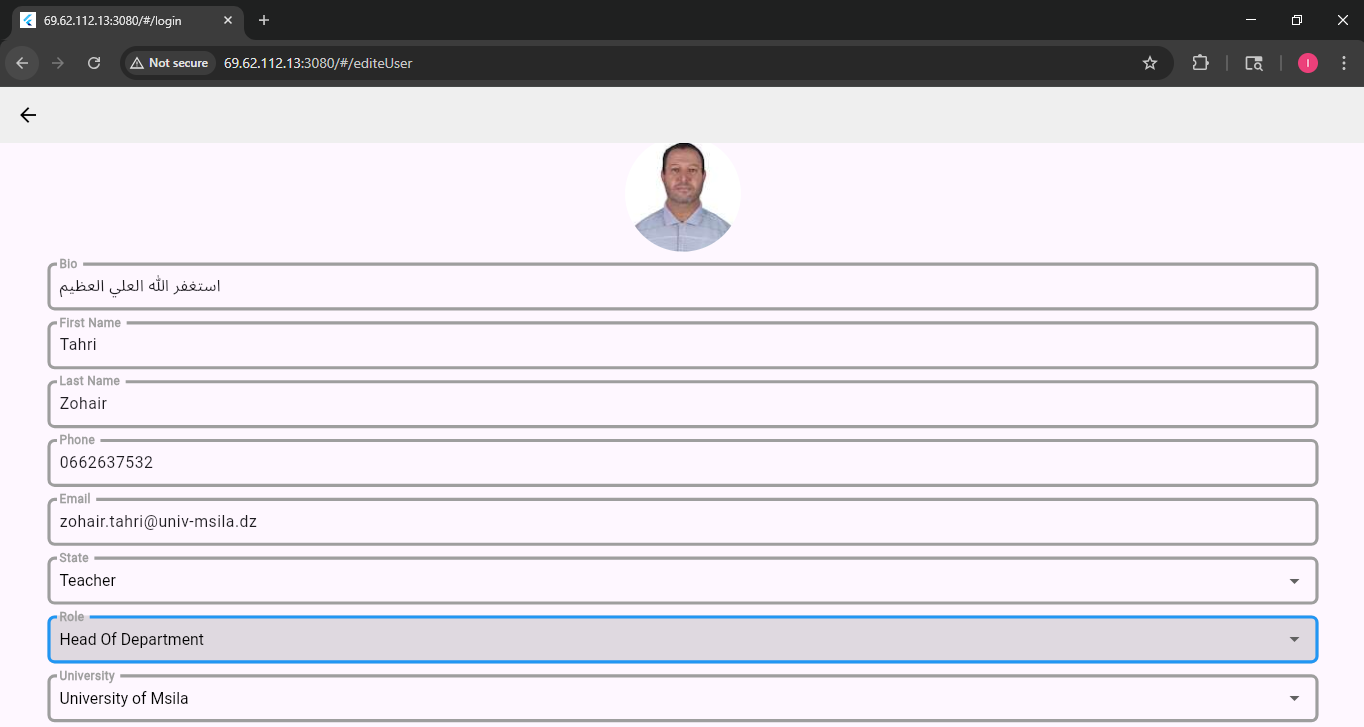 69.62.112.13:3080/#/login
Not secure
69.62.112.13:3080/#/editeUser
I
Bio
استغفر الله العلي العظيم
First Name
Tahri
Last Name
Zohair
Phone
0662637532
Email
zohair.tahri@univ-msila.dz
State
Teacher
Role
Head Of Department
University
University of Msila